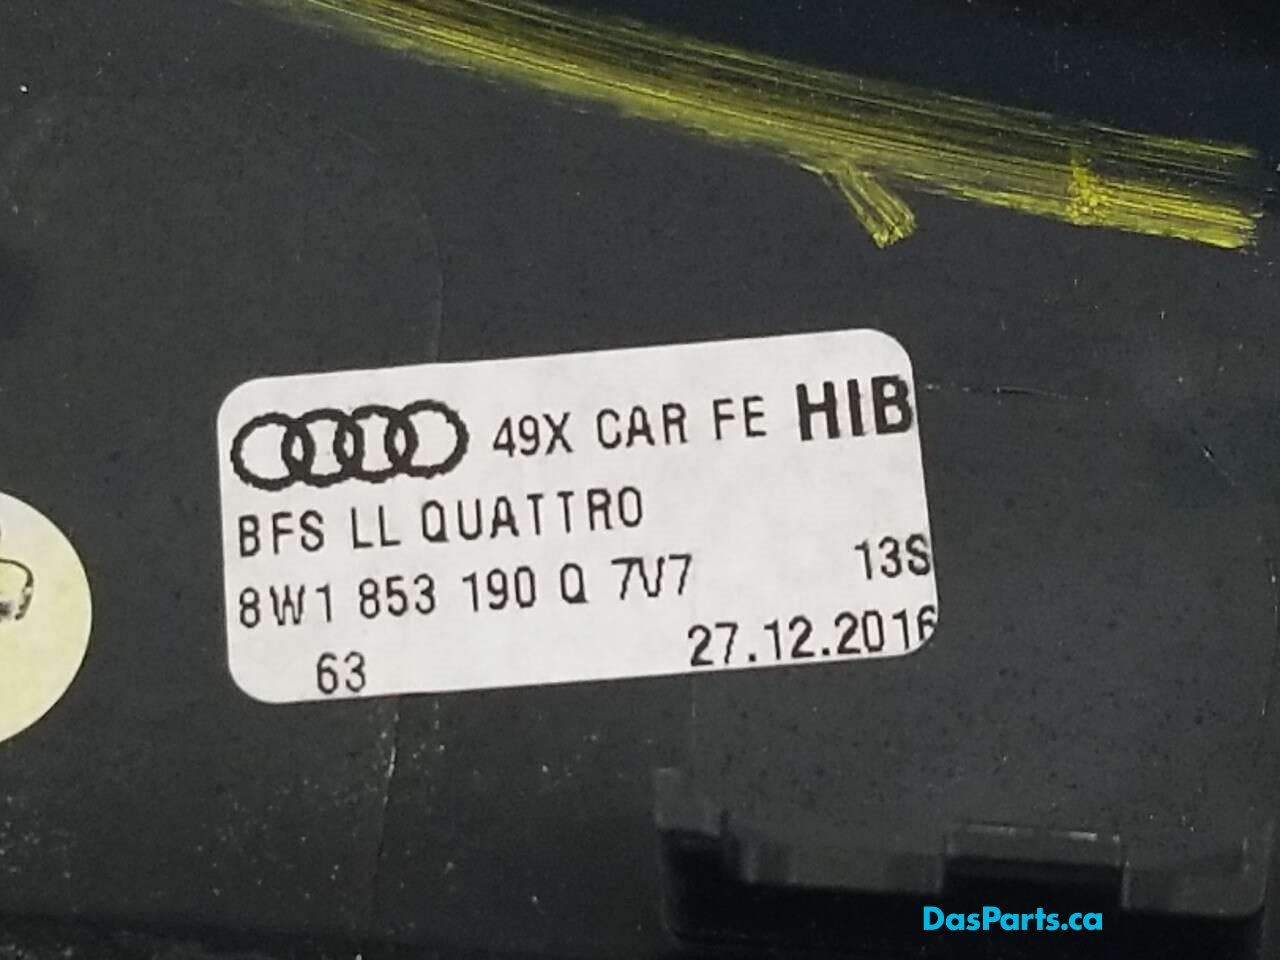 49X CAR FE HIB
BFS LL QUATTRO
8W1 853 190 Q 7V7 13S
63 27.12.2016
DasParts.ca